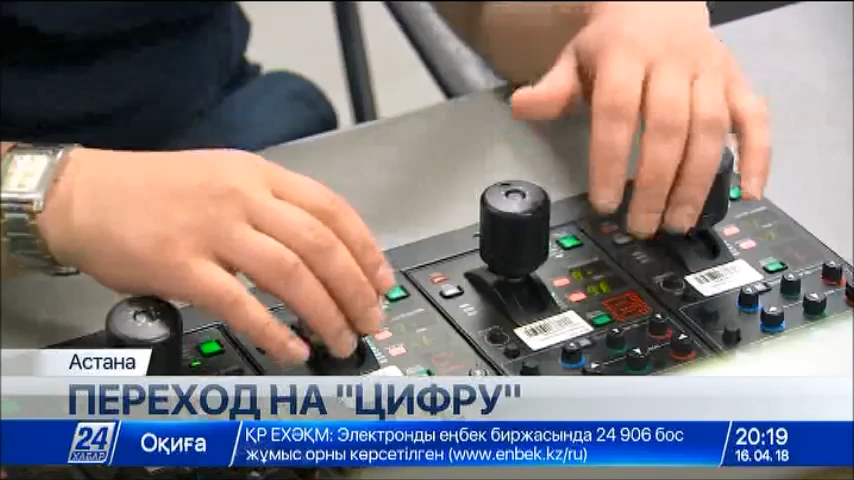 Астана
ПЕРЕХОД НА "ЦИФРУ"
24
ХАБАР
Оқиға
ҚР ЕХӘҚМ: Электронды еңбек биржасында 24 906 бос
жұмыс орны көрсетілген (www.enbek.kz/ru)
20:19
16.04.18